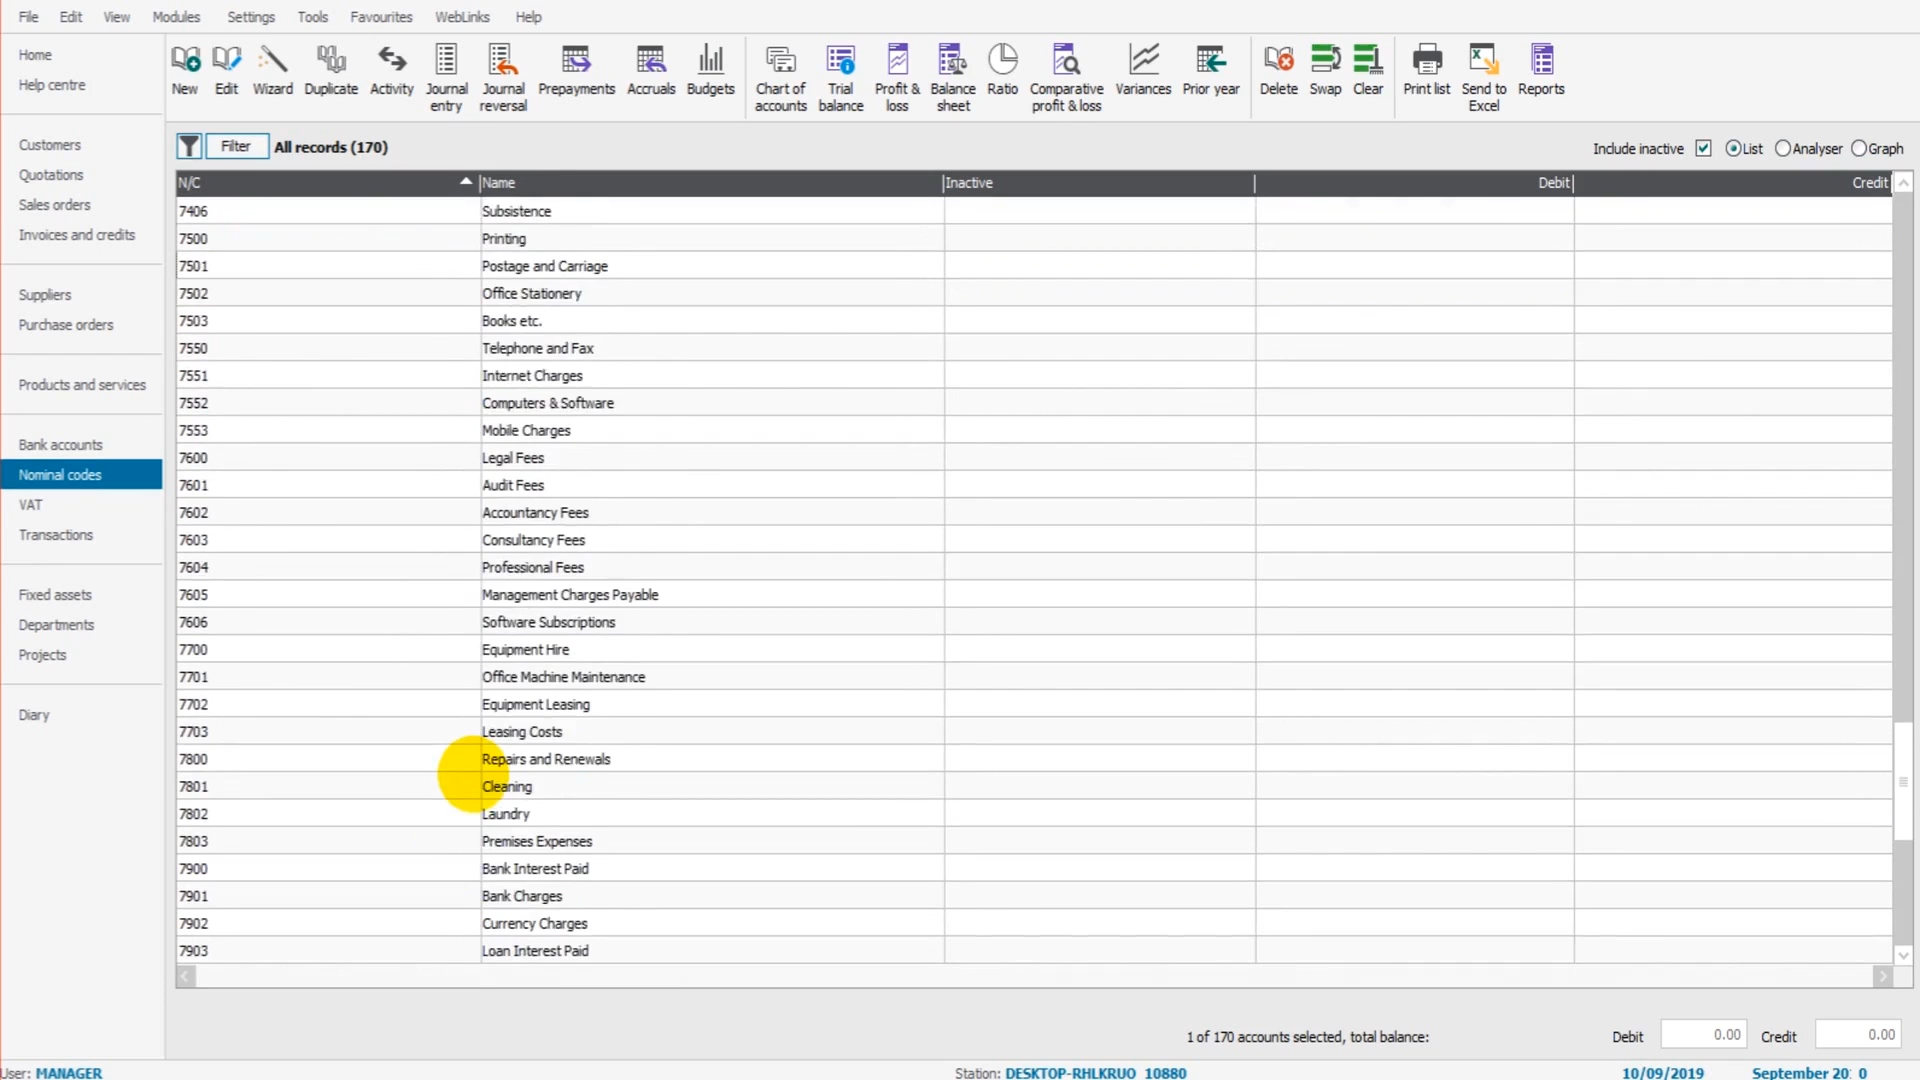 File Edit View Modules Settings Tools Favourites WebLinks Help
Home
Help centre
Customers
Quotations
Sales orders
Invoices and credits
Suppliers
Purchase orders
Products and services
Bank accounts
Nominal codes
VAT
Transactions
Fixed assets
Departments
Projects
Diary
New Edit Wizard Duplicate Activity Journal entry Journal reversal Prepayments Accruals Budgets Chart of accounts Trial balance Profit & loss Balance sheet Ratio Comparative profit & loss Variances Prior year Delete Swap Clear Print list Send to Excel Reports
Filter All records (170) Include inactive List Analyser Graph
N/C Name Inactive Debit Credit
7406 Subsistence
7500 Printing
7501 Postage and Carriage
7502 Office Stationery
7503 Books etc.
7550 Telephone and Fax
7551 Internet Charges
7552 Computers & Software
7553 Mobile Charges
7600 Legal Fees
7601 Audit Fees
7602 Accountancy Fees
7603 Consultancy Fees
7604 Professional Fees
7605 Management Charges Payable
7606 Software Subscriptions
7700 Equipment Hire
7701 Office Machine Maintenance
7702 Equipment Leasing
7703 Leasing Costs
7800 Repairs and Renewals
7801 Cleaning
7802 Laundry
7803 Premises Expenses
7900 Bank Interest Paid
7901 Bank Charges
7902 Currency Charges
7903 Loan Interest Paid
1 of 170 accounts selected, total balance: Debit 0.00 Credit 0.00
User: MANAGER Station: DESKTOP-RHLKRUO 10880 10/09/2019 September